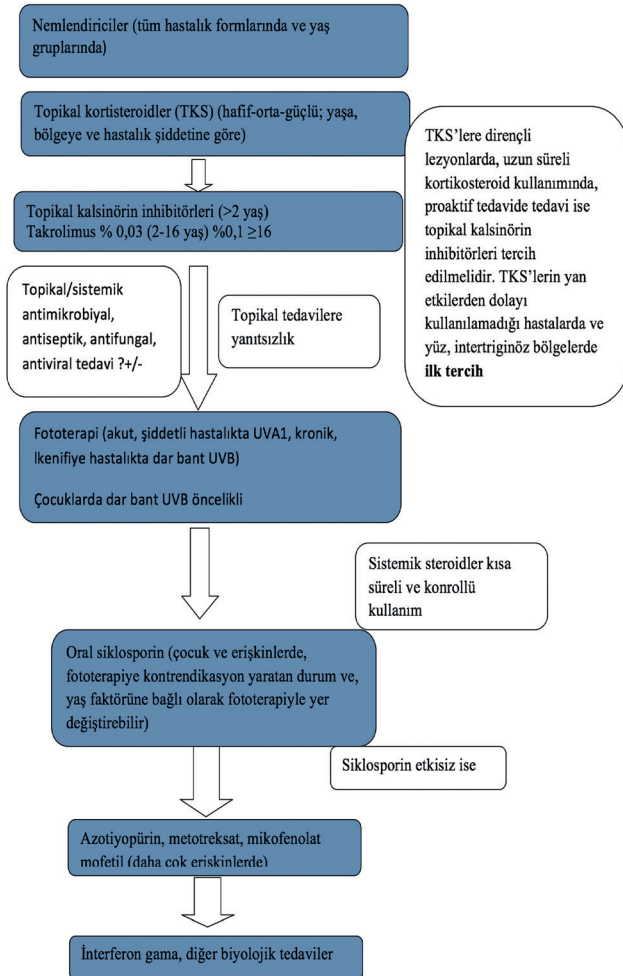 Nemlendiriciler (tüm hastalık formlarında ve yaş
gruplarında)
Topikal kortisteroidler (TKS) (hafif-orta-güçlü; yaşa,
bölgeye ve hastalık şiddetine göre)
TKS'lere dirençli
lezyonlarda, uzun süreli
kortikosteroid kullanımında,
proaktif tedavide tedavi ise
topikal kalsinörin
inhibitörleri tercih
edilmelidir. TKS'lerin yan
etkilerden dolayı
kullanılamadığı hastalarda ve
yüz, intertriginöz bölgelerde
ilk tercih
Topikal kalsinörin inhibitörleri (>2 yaş)
Takrolimus % 0,03 (2-16 yaş) %0,1 ≥16
Topikal/sistemik
antimikrobiyal,
antiseptik, antifungal,
antiviral tedavi ?+/-
Topikal tedavilere
yanıtsızlık
Fototerapi (akut, şiddetli hastalıkta UVA1, kronik,
lkenifiye hastalıkta dar bant UVB)
Çocuklarda dar bant UVB öncelikli
Sistemik steroidler kısa
süreli ve konrollü
kullanım
Oral siklosporin (çocuk ve erişkinlerde,
fototerapiye kontrendikasyon yaratan durum ve,
yaş faktörüne bağlı olarak fototerapiyle yer
değiştirebilir)
Siklosporin etkisiz ise
Azotiyopürin, metotreksat, mikofenolat
mofetil (daha çok eriskinlerde)
İnterferon gama, diğer biyolojik tedaviler